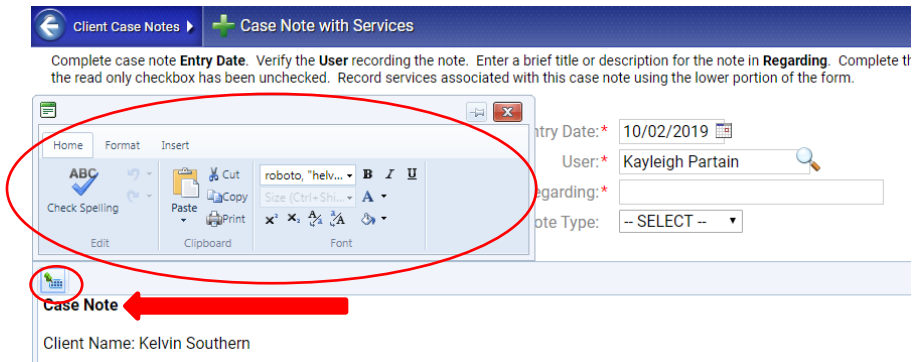 Client Case Notes Case Note with Services
Complete case note Entry Date. Verify the User recording the note. Enter a brief title or description for the note in Regarding. Complete th
the read only checkbox has been unchecked. Record services associated with this case note using the lower portion of the form.
ntry Date:* 10/02/2019
Home Format Insert
User:* Kayleigh Partain
ABC Cut roboto, "helv... B I U
Check Spelling Paste Copy Size (Ctrl+Shi... A
egarding:*
Print x² x₂ A
ote Type: -- SELECT --
Edit Clipboard Font
Case Note
Client Name: Kelvin Southern